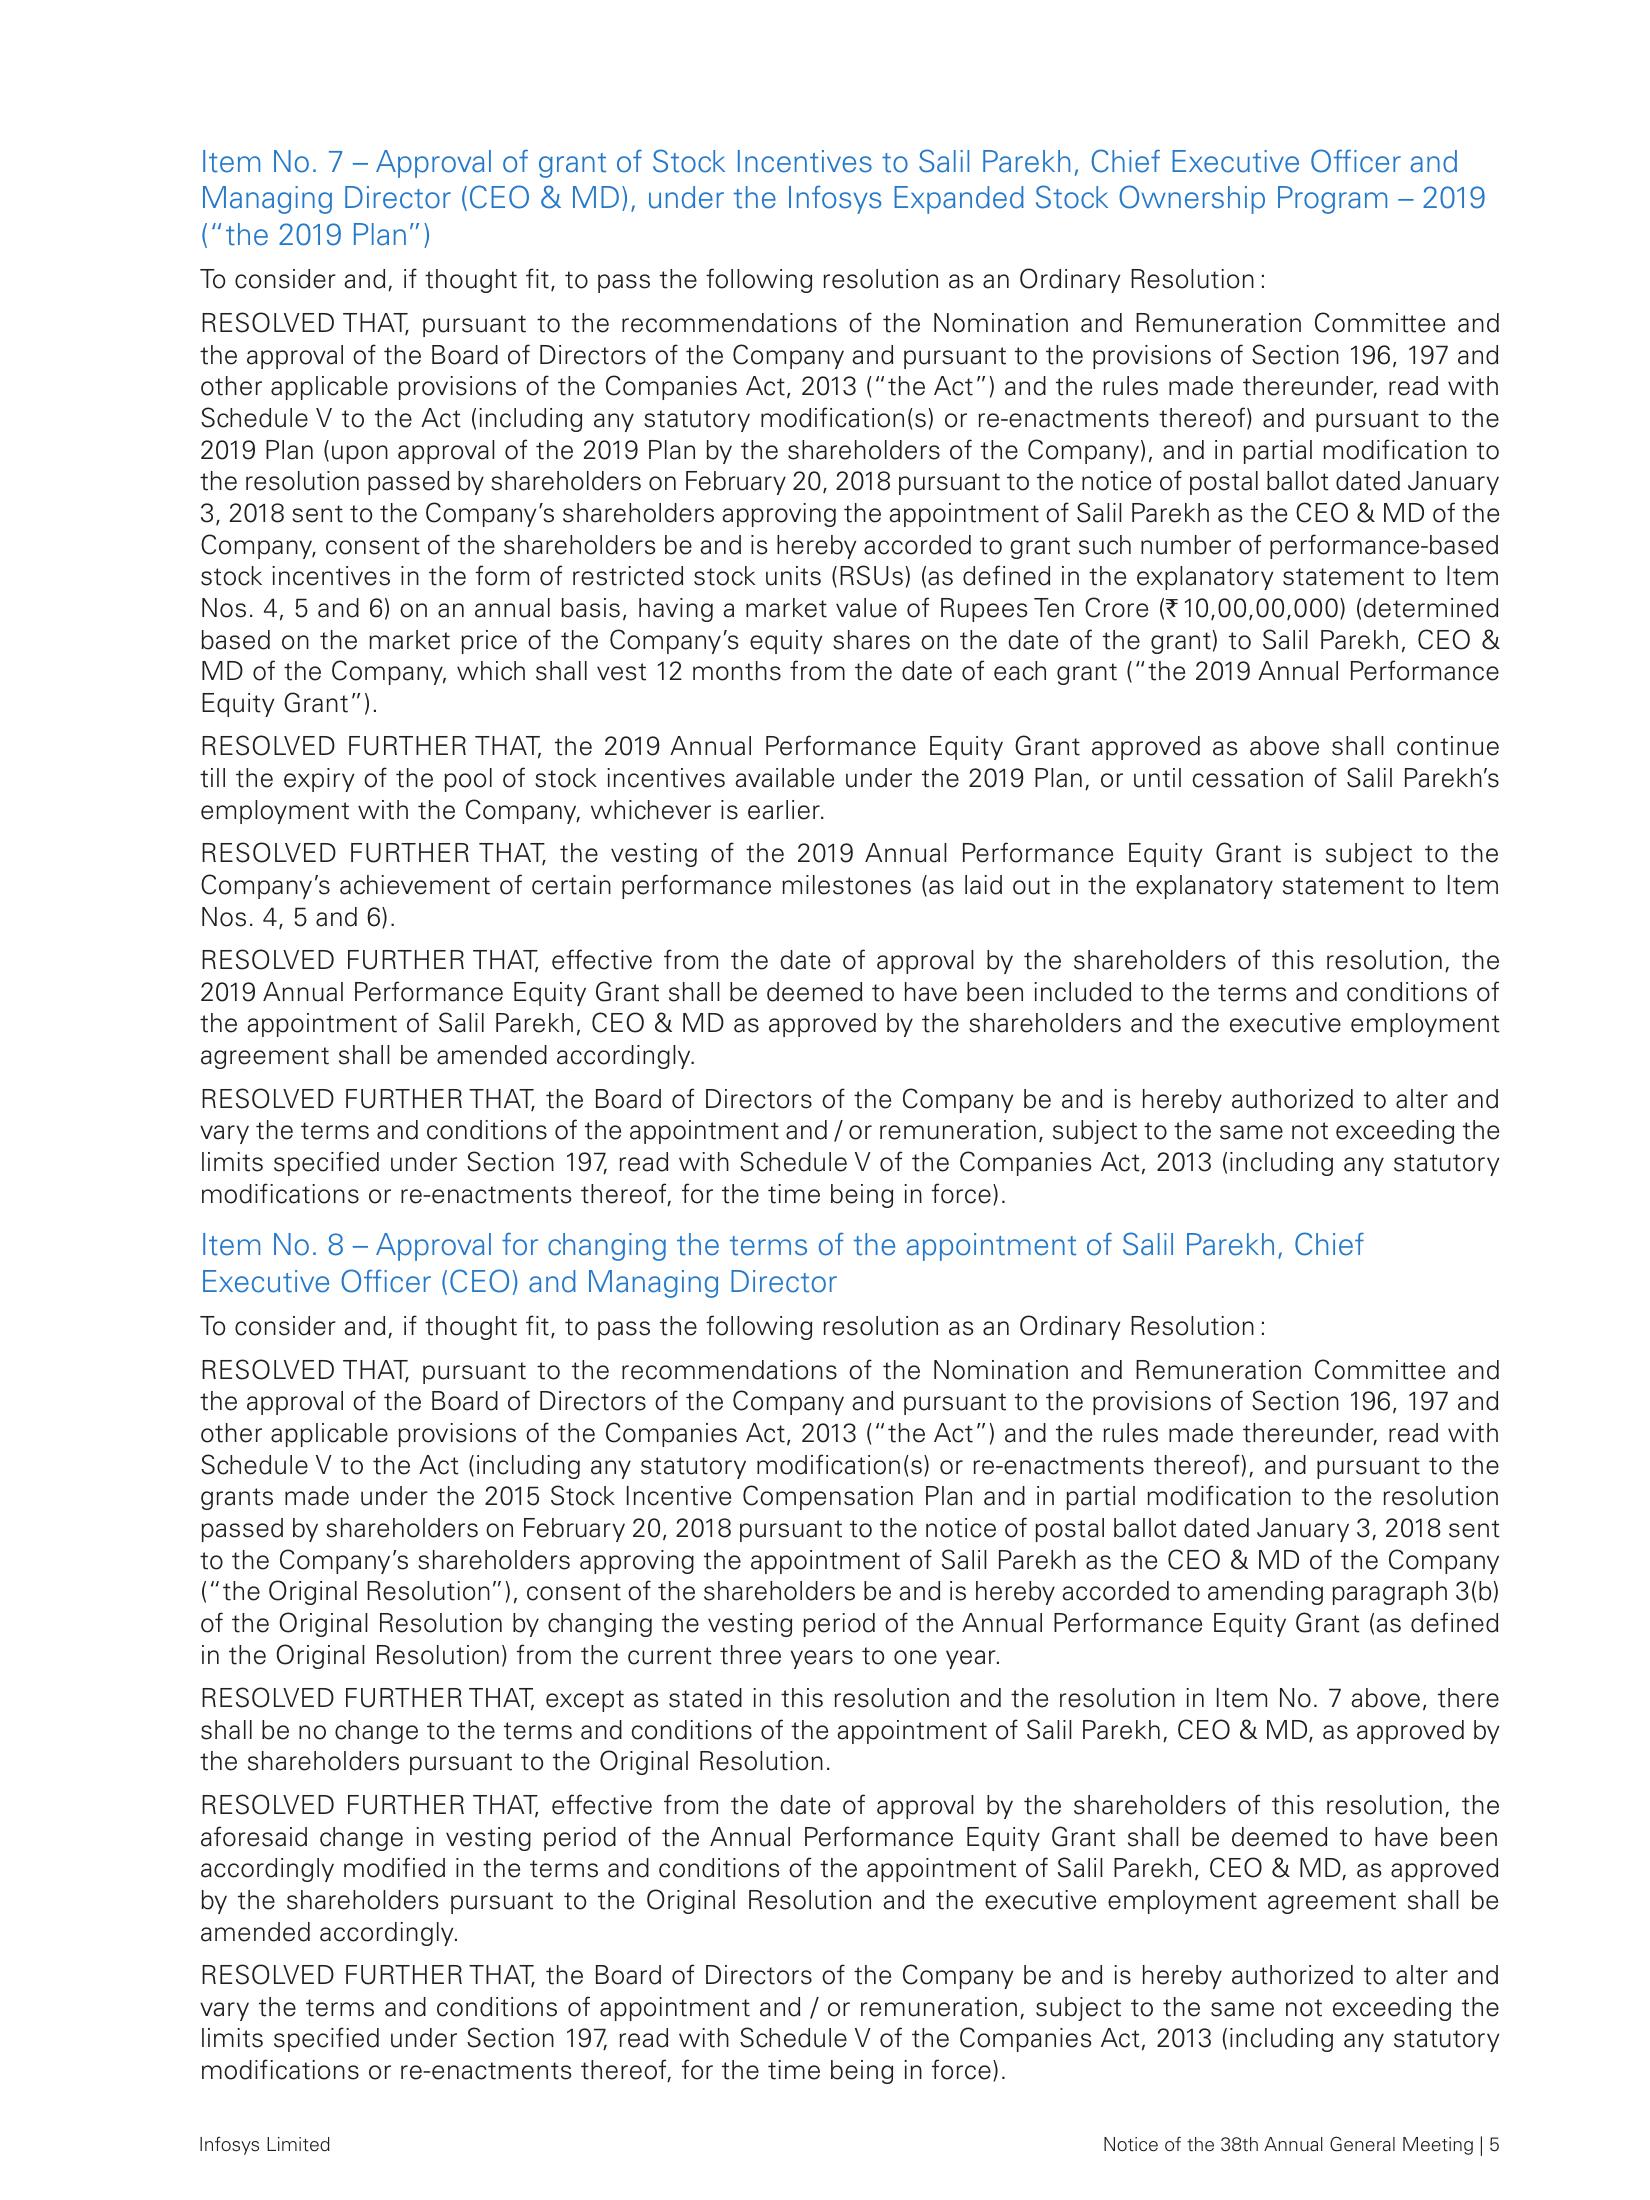 Item No. 7 – Approval of grant of Stock Incentives to Salil Parekh, Chief Executive Officer and
Managing Director (CEO & MD), under the Infosys Expanded Stock Ownership Program – 2019
(“the 2019 Plan”)
To consider and, if thought fit, to pass the following resolution as an Ordinary Resolution :
RESOLVED THAT, pursuant to the recommendations of the Nomination and Remuneration Committee and
the approval of the Board of Directors of the Company and pursuant to the provisions of Section 196, 197 and
other applicable provisions of the Companies Act, 2013 (“the Act”) and the rules made thereunder, read with
Schedule V to the Act (including any statutory modification(s) or re-enactments thereof) and pursuant to the
2019 Plan (upon approval of the 2019 Plan by the shareholders of the Company), and in partial modification to
the resolution passed by shareholders on February 20, 2018 pursuant to the notice of postal ballot dated January
3, 2018 sent to the Company’s shareholders approving the appointment of Salil Parekh as the CEO & MD of the
Company, consent of the shareholders be and is hereby accorded to grant such number of performance-based
stock incentives in the form of restricted stock units (RSUs) (as defined in the explanatory statement to Item
Nos. 4, 5 and 6) on an annual basis, having a market value of Rupees Ten Crore (₹ 10,00,00,000) (determined
based on the market price of the Company’s equity shares on the date of the grant) to Salil Parekh, CEO &
MD of the Company, which shall vest 12 months from the date of each grant (“the 2019 Annual Performance
Equity Grant”).
RESOLVED FURTHER THAT, the 2019 Annual Performance Equity Grant approved as above shall continue
till the expiry of the pool of stock incentives available under the 2019 Plan, or until cessation of Salil Parekh’s
employment with the Company, whichever is earlier.
RESOLVED FURTHER THAT, the vesting of the 2019 Annual Performance Equity Grant is subject to the
Company’s achievement of certain performance milestones (as laid out in the explanatory statement to Item
Nos. 4, 5 and 6).
RESOLVED FURTHER THAT, effective from the date of approval by the shareholders of this resolution, the
2019 Annual Performance Equity Grant shall be deemed to have been included to the terms and conditions of
the appointment of Salil Parekh, CEO & MD as approved by the shareholders and the executive employment
agreement shall be amended accordingly.
RESOLVED FURTHER THAT, the Board of Directors of the Company be and is hereby authorized to alter and
vary the terms and conditions of the appointment and / or remuneration, subject to the same not exceeding the
limits specified under Section 197, read with Schedule V of the Companies Act, 2013 (including any statutory
modifications or re-enactments thereof, for the time being in force).
Item No. 8 – Approval for changing the terms of the appointment of Salil Parekh, Chief
Executive Officer (CEO) and Managing Director
To consider and, if thought fit, to pass the following resolution as an Ordinary Resolution :
RESOLVED THAT, pursuant to the recommendations of the Nomination and Remuneration Committee and
the approval of the Board of Directors of the Company and pursuant to the provisions of Section 196, 197 and
other applicable provisions of the Companies Act, 2013 (“the Act”) and the rules made thereunder, read with
Schedule V to the Act (including any statutory modification(s) or re-enactments thereof), and pursuant to the
grants made under the 2015 Stock Incentive Compensation Plan and in partial modification to the resolution
passed by shareholders on February 20, 2018 pursuant to the notice of postal ballot dated January 3, 2018 sent
to the Company’s shareholders approving the appointment of Salil Parekh as the CEO & MD of the Company
(“the Original Resolution”), consent of the shareholders be and is hereby accorded to amending paragraph 3(b)
of the Original Resolution by changing the vesting period of the Annual Performance Equity Grant (as defined
in the Original Resolution) from the current three years to one year.
RESOLVED FURTHER THAT, except as stated in this resolution and the resolution in Item No. 7 above, there
shall be no change to the terms and conditions of the appointment of Salil Parekh, CEO & MD, as approved by
the shareholders pursuant to the Original Resolution.
RESOLVED FURTHER THAT, effective from the date of approval by the shareholders of this resolution, the
aforesaid change in vesting period of the Annual Performance Equity Grant shall be deemed to have been
accordingly modified in the terms and conditions of the appointment of Salil Parekh, CEO & MD, as approved
by the shareholders pursuant to the Original Resolution and the executive employment agreement shall be
amended accordingly.
RESOLVED FURTHER THAT, the Board of Directors of the Company be and is hereby authorized to alter and
vary the terms and conditions of appointment and / or remuneration, subject to the same not exceeding the
limits specified under Section 197, read with Schedule V of the Companies Act, 2013 (including any statutory
modifications or re-enactments thereof, for the time being in force).
Infosys Limited
Notice of the 38th Annual General Meeting | 5